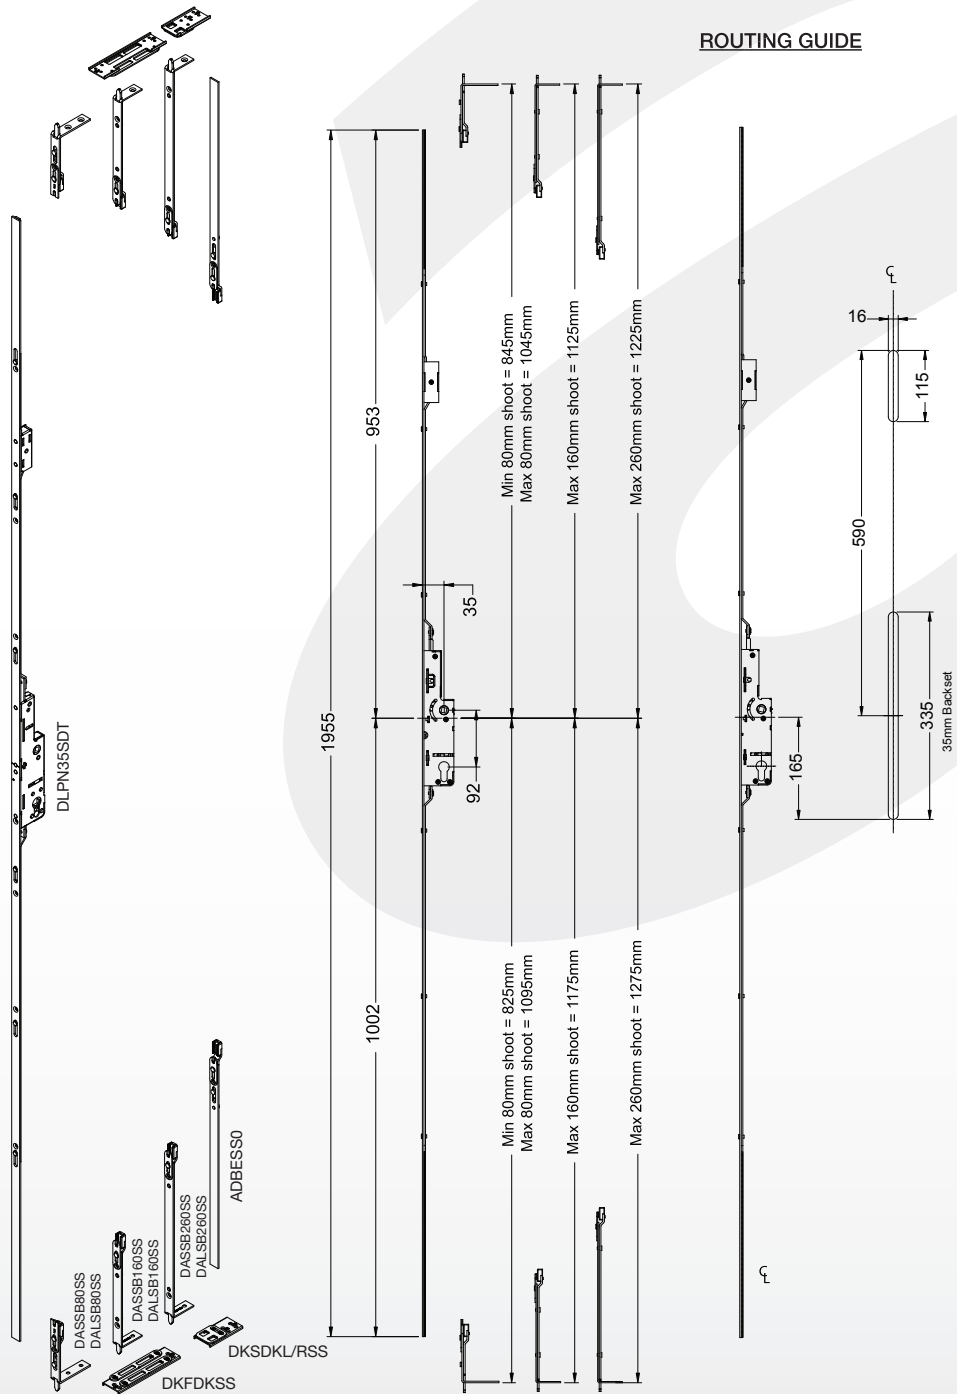 ROUTING GUIDE
DLPN35SDT
1955
953
1002
35
92
Min 80mm shoot = 845mm
Max 80mm shoot = 1045mm
Max 160mm shoot = 1125mm
Max 260mm shoot = 1225mm
Min 80mm shoot = 825mm
Max 80mm shoot = 1095mm
Max 160mm shoot = 1175mm
Max 260mm shoot = 1275mm
165
℄
16
115
590
335
35mm Backset
℄
DASSB80SS
DALSB80SS
DASSB160SS
DALSB160SS
DASSB260SS
DALSB260SS
ADBESS0
DKSDKL/RSS
DKFDKSS